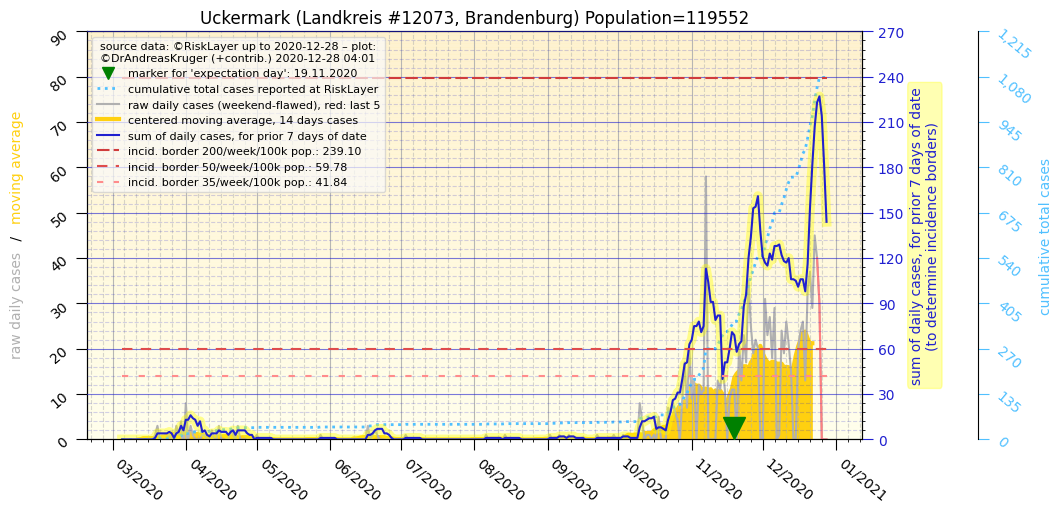 Uckermark (Landkreis #12073, Brandenburg) Population=119552
source data: ©RiskLayer up to 2020-12-28 – plot:
©DrAndreasKruger (+contrib.) 2020-12-28 04:01
marker for 'expectation day': 19.11.2020
cumulative total cases reported at RiskLayer
raw daily cases (weekend-flawed), red: last 5
centered moving average, 14 days cases
sum of daily cases, for prior 7 days of date
incid. border 200/week/100k pop.: 239.10
incid. border 50/week/100k pop.: 59.78
incid. border 35/week/100k pop.: 41.84
raw daily cases / moving average
90
80
70
60
50
40
30
20
10
0
03/2020
04/2020
05/2020
06/2020
07/2020
08/2020
09/2020
10/2020
11/2020
12/2020
01/2021
270
240
210
180
150
120
90
60
30
0
sum of daily cases, for prior 7 days of date
(to determine incidence borders)
1,215
1,080
945
810
675
540
405
270
135
0
cumulative total cases